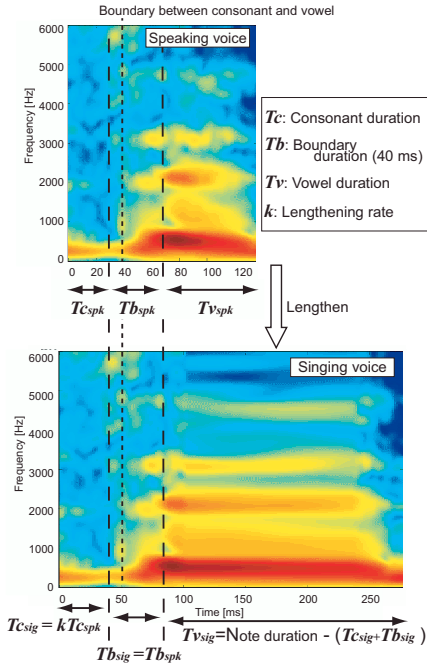 Boundary between consonant and vowel
Speaking voice
Frequency [Hz]
6000
5000
4000
3000
2000
1000
0
0 20 40 60 80 100 120
Tc: Consonant duration
Tb: Boundary
duration (40 ms)
Tv: Vowel duration
k: Lengthening rate
Tcspk Tbspk Tvspk
Lengthen
Singing voice
Frequency [Hz]
6000
5000
4000
3000
2000
1000
0
0 50 100 150 200 250
Time [ms]
Tcsig = kTcspk
Tvsig=Note duration - (Tcsig+Tbsig)
Tbsig=Tbspk